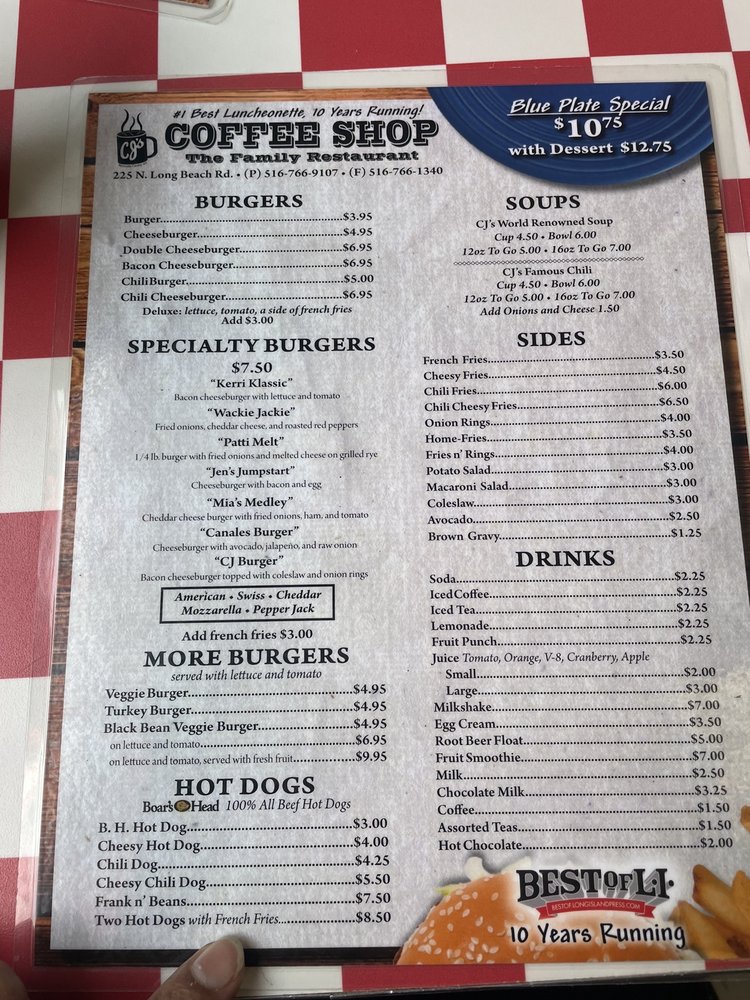 #1 Best Luncheonette, 10 Years Running!
CJ's
COFFEE SHOP
The Family Restaurant
225 N. Long Beach Rd. • (P) 516-766-9107 • (F) 516-766-1340
Blue Plate Special
$10.75
with Dessert $12.75
BURGERS
Burger....$3.95
Cheeseburger....$4.95
Double Cheeseburger....$6.95
Bacon Cheeseburger....$6.95
Chili Burger....$5.00
Chili Cheeseburger....$6.95
Deluxe: lettuce, tomato, a side of french fries
Add $3.00
SPECIALTY BURGERS
$7.50
"Kerri Klassic"
Bacon cheeseburger with lettuce and tomato
"Wackie Jackie"
Fried onions, cheddar cheese, and roasted red peppers
"Patti Melt"
1/4 lb. burger with fried onions and melted cheese on grilled rye
"Jen's Jumpstart"
Cheeseburger with bacon and egg
"Mia's Medley"
Cheddar cheese burger with fried onions, ham, and tomato
"Canales Burger"
Cheeseburger with avocado, jalapeño, and raw onion
"CJ Burger"
Bacon cheeseburger topped with coleslaw and onion rings
American • Swiss • Cheddar
Mozzarella • Pepper Jack
Add french fries $3.00
MORE BURGERS
served with lettuce and tomato
Veggie Burger....$4.95
Turkey Burger....$4.95
Black Bean Veggie Burger....$4.95
on lettuce and tomato....$6.95
on lettuce and tomato, served with fresh fruit....$9.95
HOT DOGS
Boar's Head 100% All Beef Hot Dogs
B. H. Hot Dog....$3.00
Cheesy Hot Dog....$4.00
Chili Dog....$4.25
Cheesy Chili Dog....$5.50
Frank n' Beans....$7.50
Two Hot Dogs with French Fries....$8.50
SOUPS
CJ's World Renowned Soup
Cup 4.50 • Bowl 6.00
12oz To Go 5.00 • 16oz To Go 7.00
CJ's Famous Chili
Cup 4.50 • Bowl 6.00
12oz To Go 5.00 • 16oz To Go 7.00
Add Onions and Cheese 1.50
SIDES
French Fries....$3.50
Cheesy Fries....$4.50
Chili Fries....$6.00
Chili Cheesy Fries....$6.50
Onion Rings....$4.00
Home-Fries....$3.50
Fries n' Rings....$4.00
Potato Salad....$3.00
Macaroni Salad....$3.00
Coleslaw....$3.00
Avocado....$2.50
Brown Gravy....$1.25
DRINKS
Soda....$2.25
Iced Coffee....$2.25
Iced Tea....$2.25
Lemonade....$2.25
Fruit Punch....$2.25
Juice Tomato, Orange, V-8, Cranberry, Apple
Small....$2.00
Large....$3.00
Milkshake....$7.00
Egg Cream....$3.50
Root Beer Float....$5.00
Fruit Smoothie....$7.00
Milk....$2.50
Chocolate Milk....$3.25
Coffee....$1.50
Assorted Teas....$1.50
Hot Chocolate....$2.00
BEST OF L.I.
BESTOFLONGISLANDPRESS.COM
10 Years Running